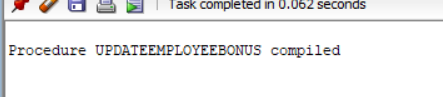 Task completed in 0.062 seconds
Procedure UPDATEEMPLOYEEBONUS compiled